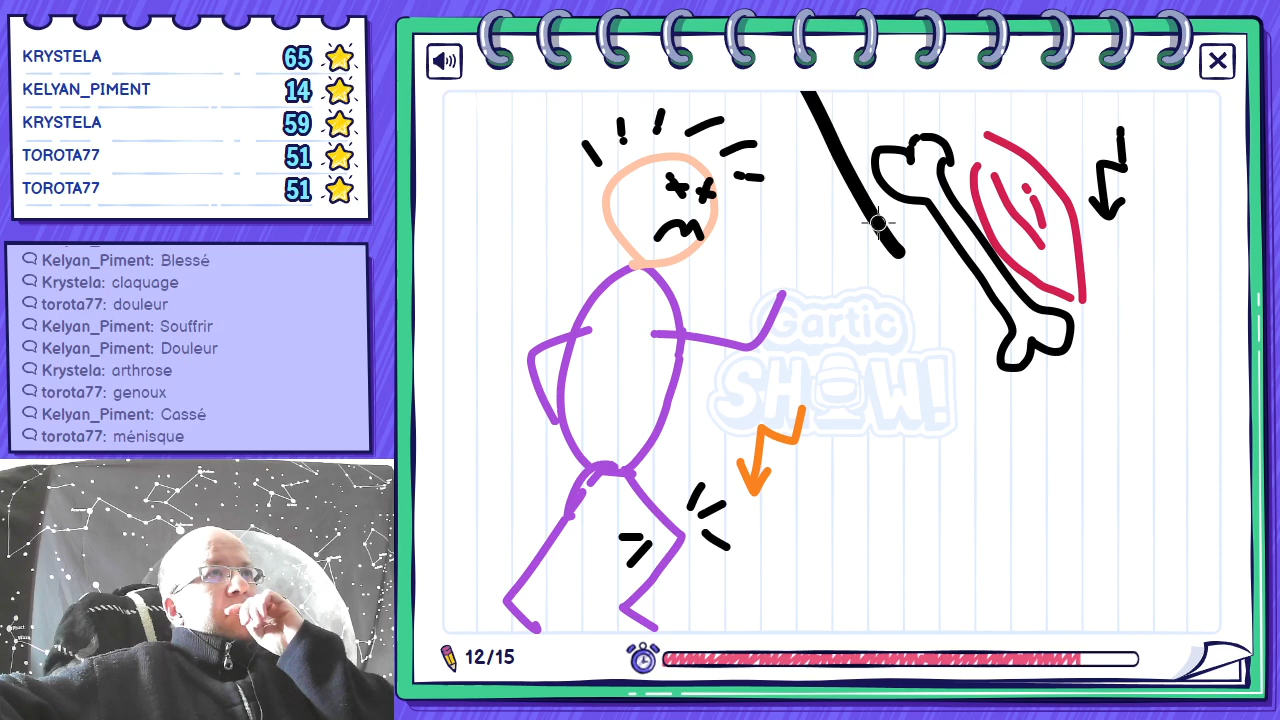 KRYSTELA 65
KELYAN_PIMENT 14
KRYSTELA 59
TOROTA77 51
TOROTA77 51
Kelyan_Piment: Blessé
Krystela: claquage
torota77: douleur
Kelyan_Piment: Souffrir
Kelyan_Piment: Douleur
Krystela: arthrose
torota77: genoux
Kelyan_Piment: Cassé
torota77: ménisque
Gartic
SHOW!
12/15